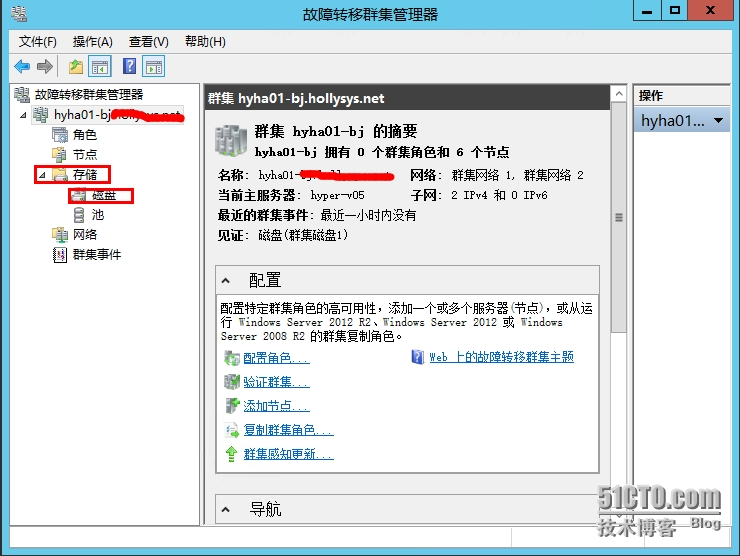 故障转移群集管理器
文件(F) 操作(A) 查看(V) 帮助(H)
故障转移群集管理器
hyha01-bj
角色
节点
存储
磁盘
池
网络
群集事件
群集 hyha01-bj.hollysys.net
群集 hyha01-bj 的摘要
hyha01-bj 拥有 0 个群集角色和 6 个节点
名称: hyha01- 网络: 群集网络 1, 群集网络 2
当前主服务器: hyper-v05 子网: 2 IPv4 和 0 IPv6
最近的群集事件: 最近一小时内没有
见证: 磁盘(群集磁盘1)
配置
配置特定群集角色的高可用性，添加一个或多个服务器(节点)，或从运
行 Windows Server 2012 R2、Windows Server 2012 或 Windows
Server 2008 R2 的群集复制角色。
配置角色... Web 上的故障转移群集主题
验证群集...
添加节点...
复制群集角色...
群集感知更新...
导航
操作
hyha01...
51CTO.com
技术博客 Blog